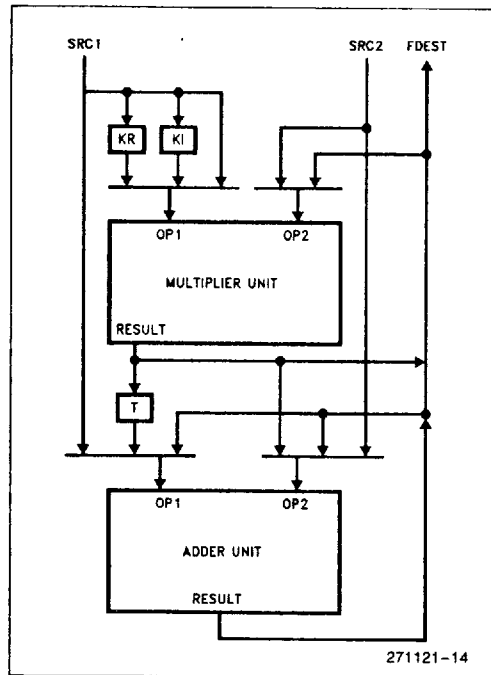 SRC1 SRC2 FDEST
KR KI
OP1 OP2
MULTIPLIER UNIT
RESULT
T
OP1 OP2
ADDER UNIT
RESULT
271121-14